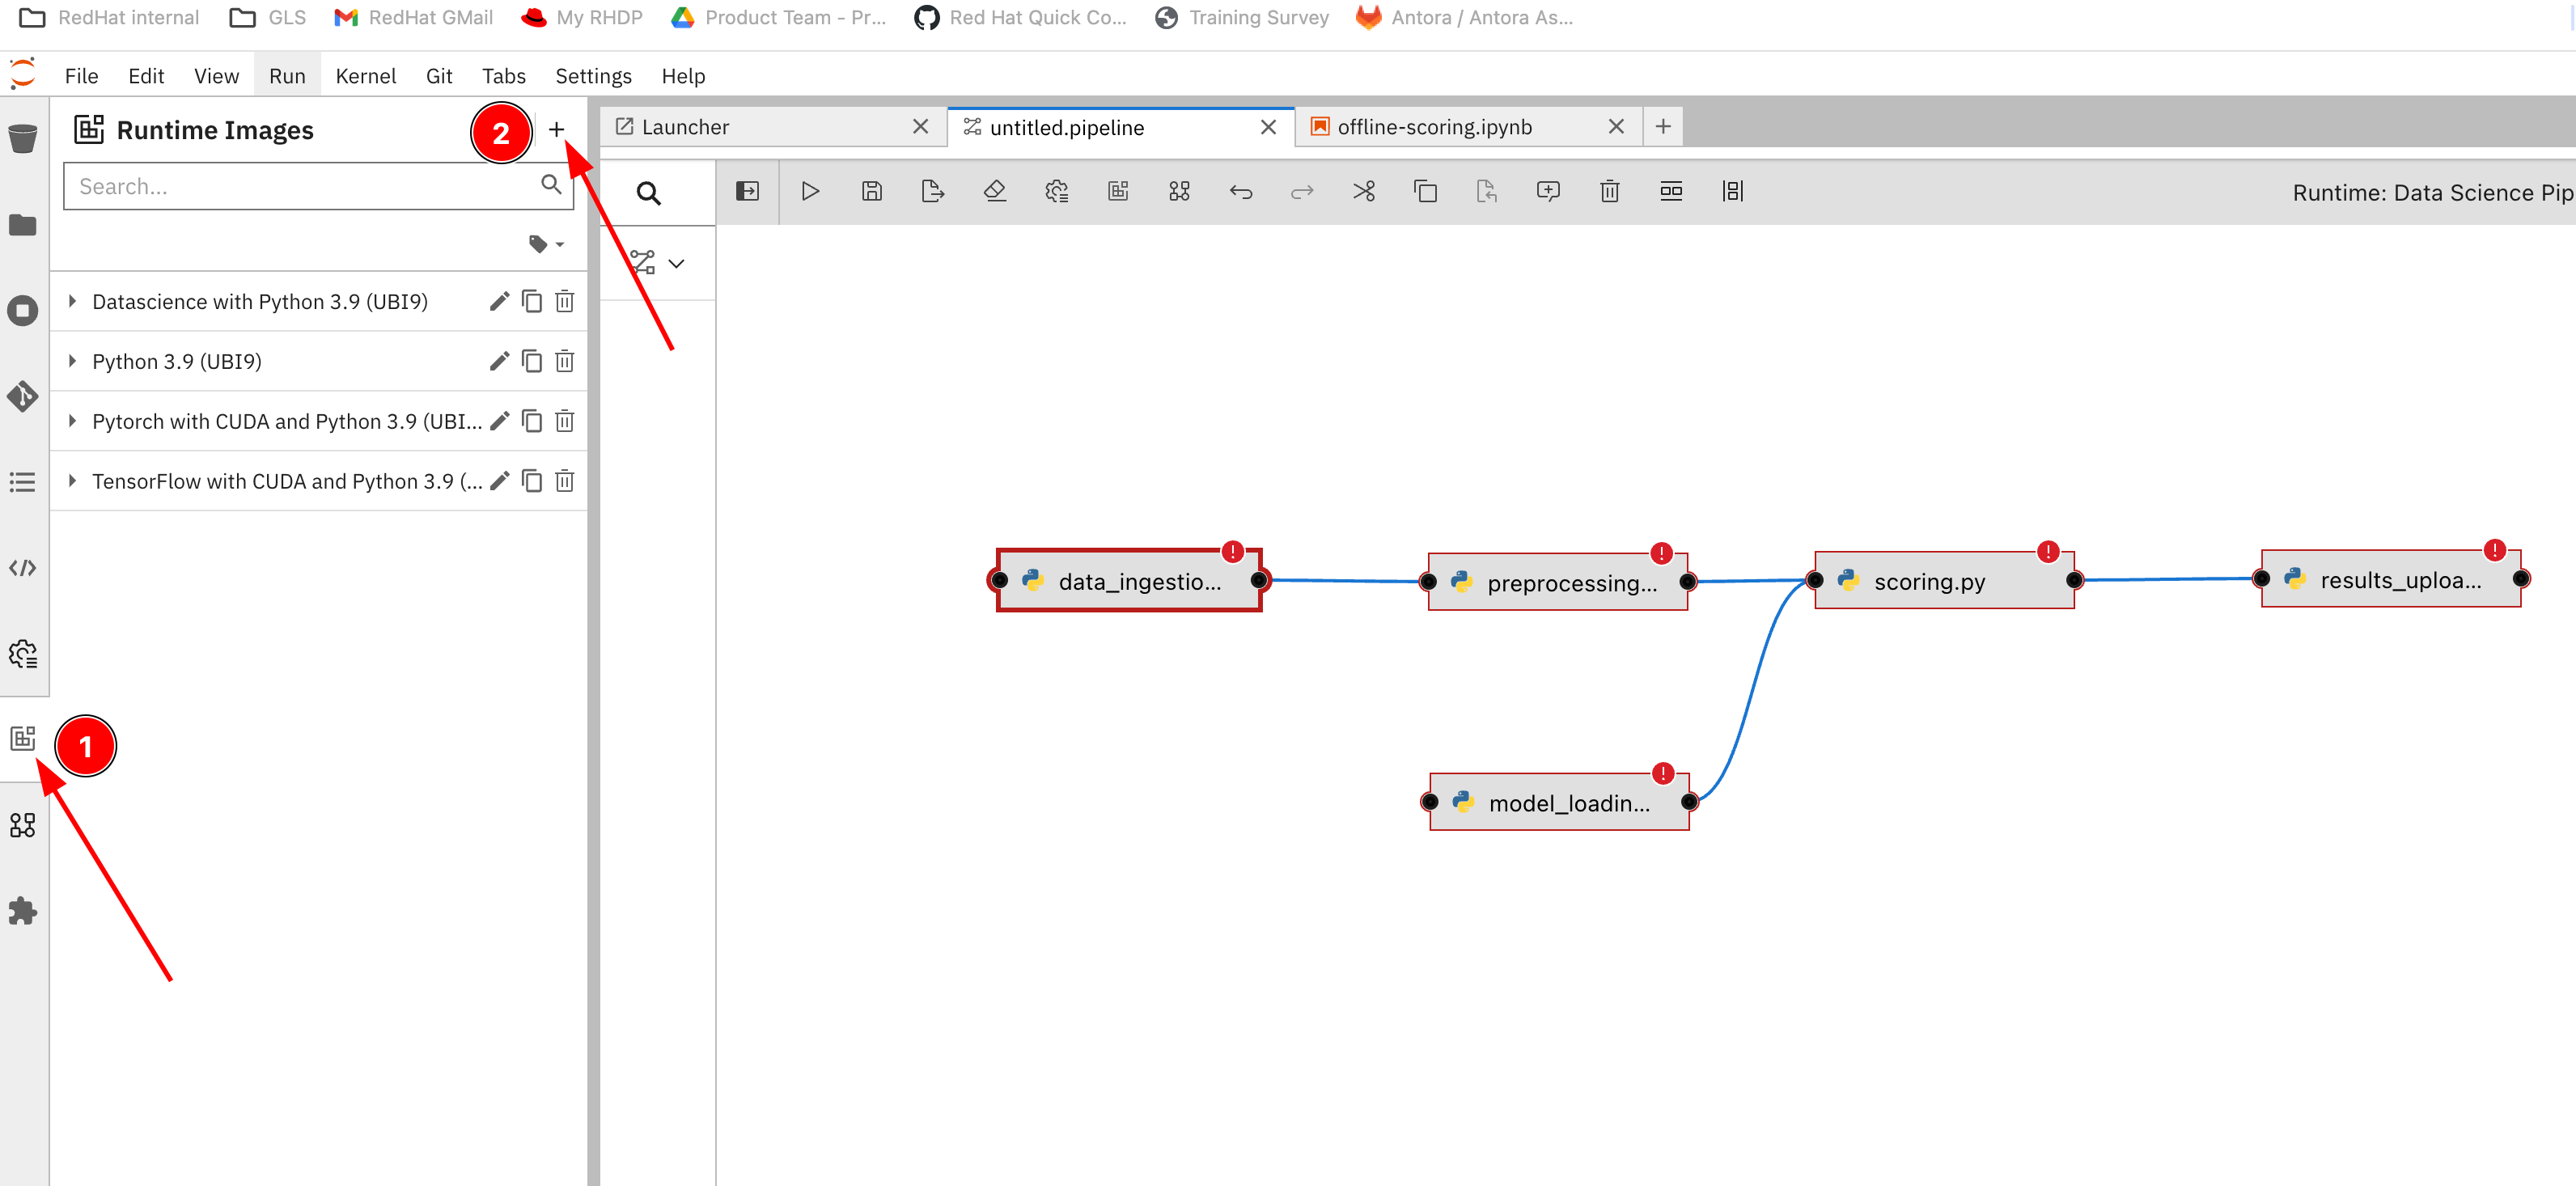 RedHat internal GLS RedHat GMail My RHDP Product Team - Pr... Red Hat Quick Co... Training Survey Antora / Antora As...
File Edit View Run Kernel Git Tabs Settings Help
Runtime Images 2 +
Launcher untitled.pipeline offline-scoring.ipynb +
Search...
Runtime: Data Science Pip
Datascience with Python 3.9 (UBI9)
Python 3.9 (UBI9)
Pytorch with CUDA and Python 3.9 (UBI...
TensorFlow with CUDA and Python 3.9 (...
data_ingestio... preprocessing... scoring.py results_uploa...
1
model_loadin...